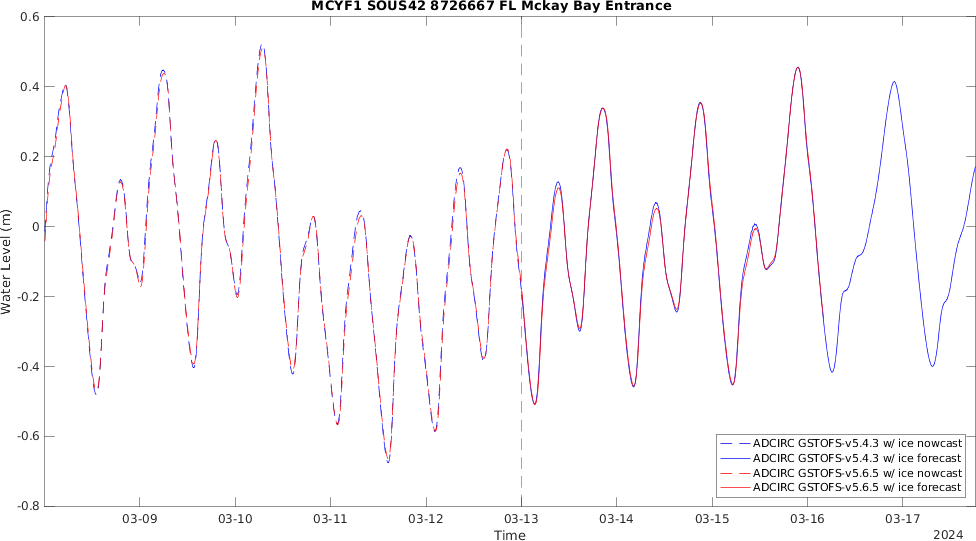 MCYF1 SOUS42 8726667 FL Mckay Bay Entrance
0.6
0.4
0.2
0
-0.2
-0.4
-0.6
-0.8
Water Level (m)
ADCIRC GSTOFS-v5.4.3 w/ ice nowcast
ADCIRC GSTOFS-v5.4.3 w/ ice forecast
ADCIRC GSTOFS-v5.6.5 w/ ice nowcast
ADCIRC GSTOFS-v5.6.5 w/ ice forecast
03-09 03-10 03-11 03-12 03-13 03-14 03-15 03-16 03-17
Time
2024